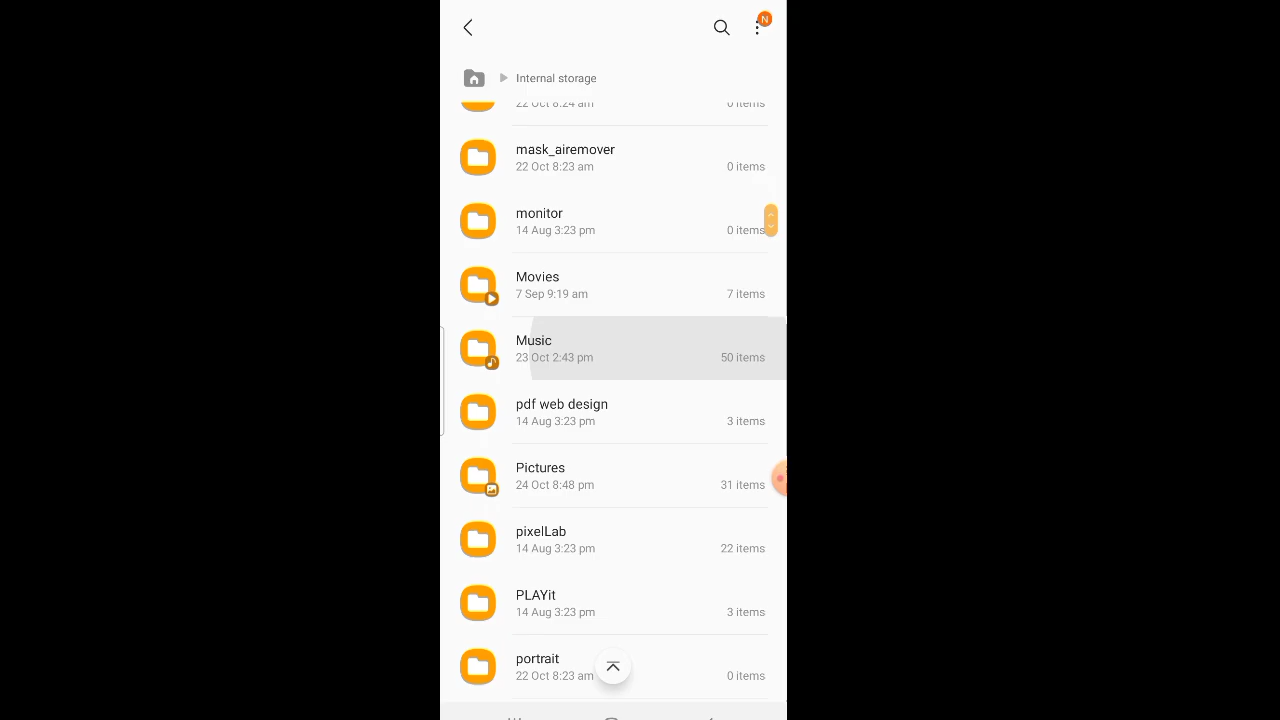 N
Internal storage
22 Oct 8:24 am 0 items
mask_airemover
22 Oct 8:23 am 0 items
monitor
14 Aug 3:23 pm 0 items
Movies
7 Sep 9:19 am 7 items
Music
23 Oct 2:43 pm 50 items
pdf web design
14 Aug 3:23 pm 3 items
Pictures
24 Oct 8:48 pm 31 items
pixelLab
14 Aug 3:23 pm 22 items
PLAYit
14 Aug 3:23 pm 3 items
portrait
22 Oct 8:23 am 0 items